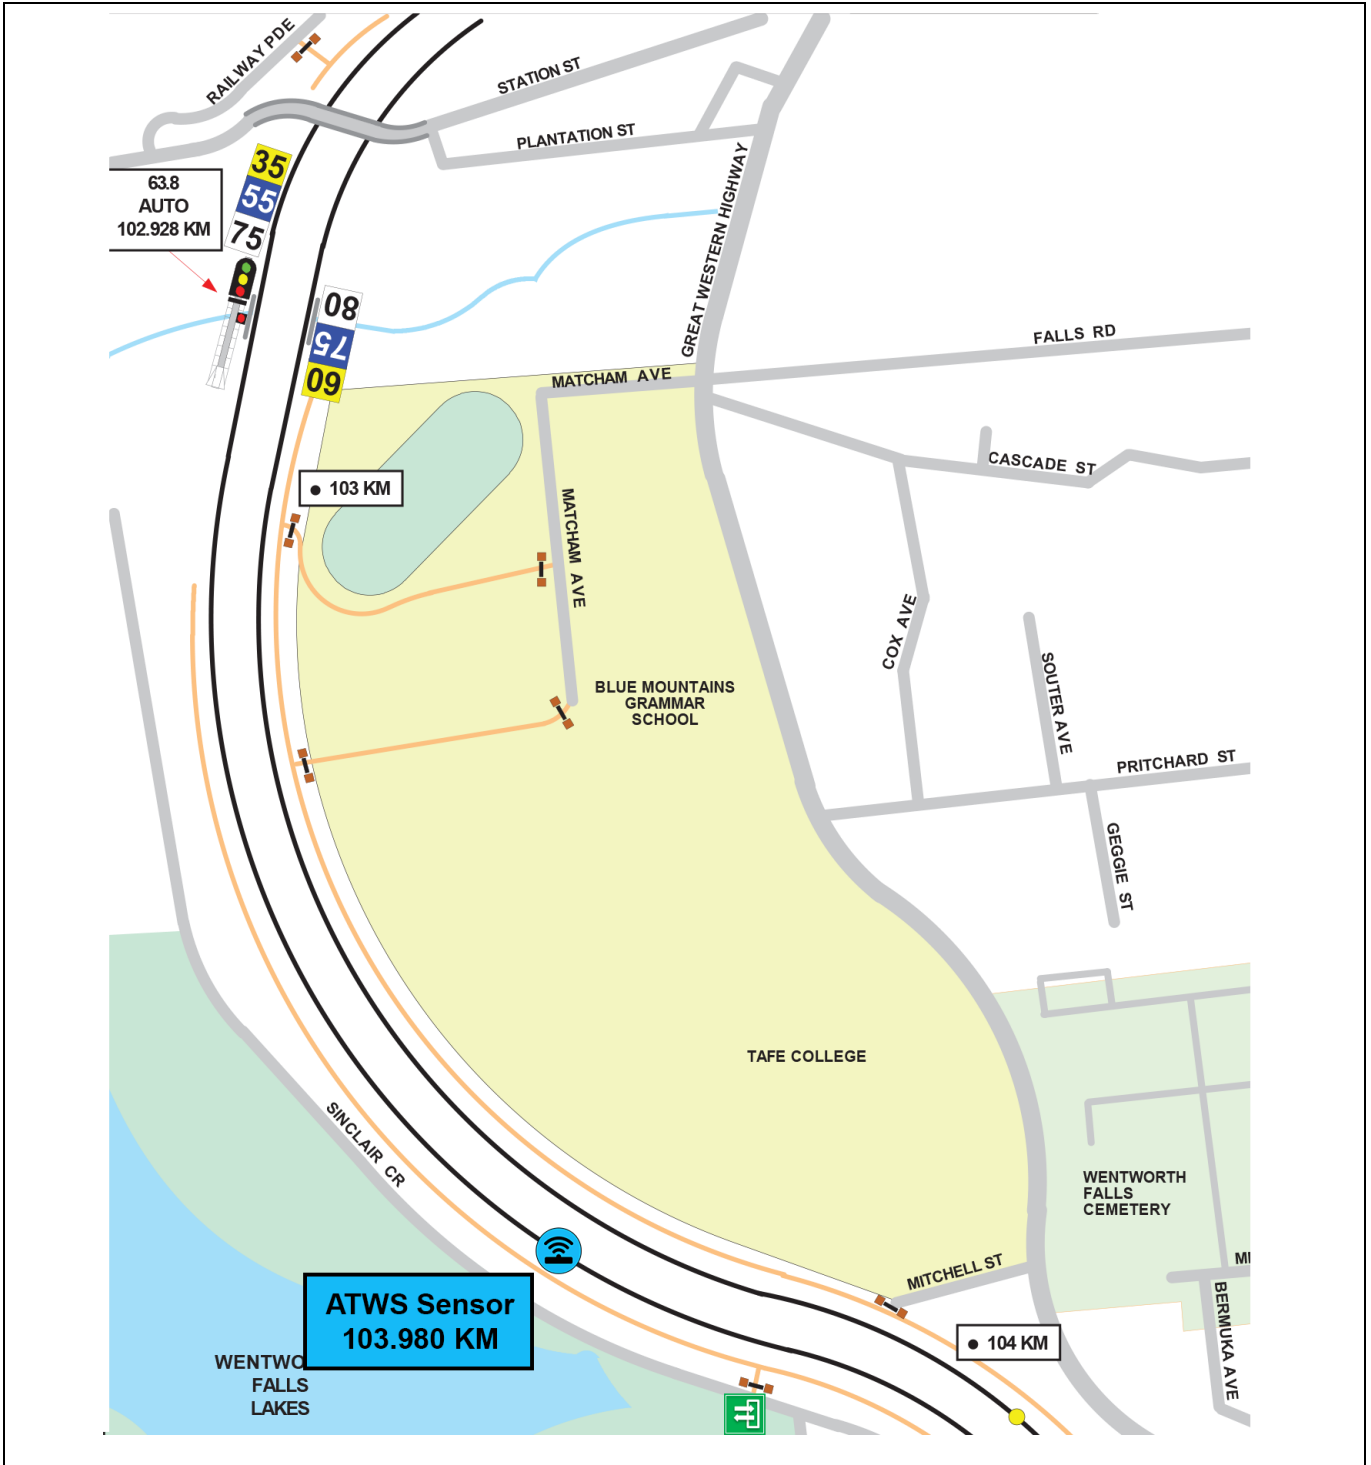 RAILWAY PDE
STATION ST
PLANTATION ST
35
55
75
63.8
AUTO
102.928 KM
GREAT WESTERN HIGHWAY
80
75
60
FALLS RD
MATCHAM AVE
CASCADE ST
103 KM
MATCHAM AVE
COX AVE
SOUTER AVE
BLUE MOUNTAINS
GRAMMAR
SCHOOL
PRITCHARD ST
GEGGIE ST
TAFE COLLEGE
SINCLAIR CR
WENTWORTH
FALLS
CEMETERY
MITCHELL ST
BERMUKA AVE
ATWS Sensor
103.980 KM
104 KM
WENTWO
FALLS
LAKES